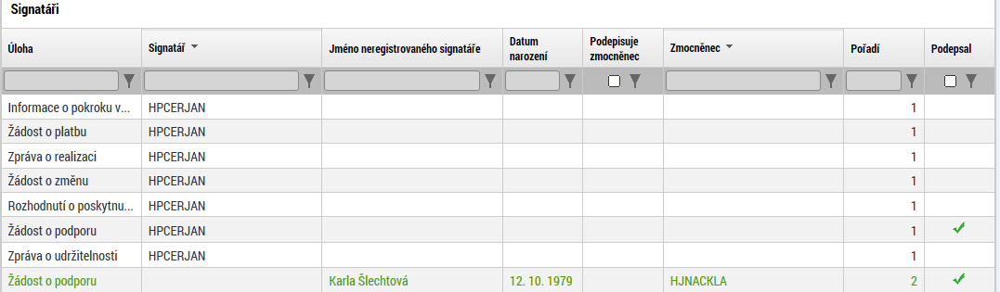 Signatáři
Úloha Signatář Jméno neregistrovaného signatáře Datum narození Podepisuje zmocněnec Zmocněnec Pořadí Podepsal
Informace o pokroku v... HPCERJAN 1
Žádost o platbu HPCERJAN 1
Zpráva o realizaci HPCERJAN 1
Žádost o změnu HPCERJAN 1
Rozhodnutí o poskytnu... HPCERJAN 1
Žádost o podporu HPCERJAN 1
Zpráva o udržitelnosti HPCERJAN 1
Žádost o podporu Karla Šlechtová 12. 10. 1979 HJNACKLA 2